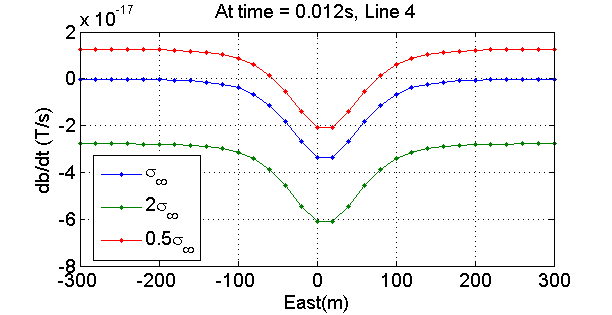 At time = 0.012s, Line 4
x 10⁻¹⁷
2
0
-2
-4
-6
-8
db/dt (T/s)
σ∞
2σ∞
0.5σ∞
-300 -200 -100 0 100 200 300
East(m)